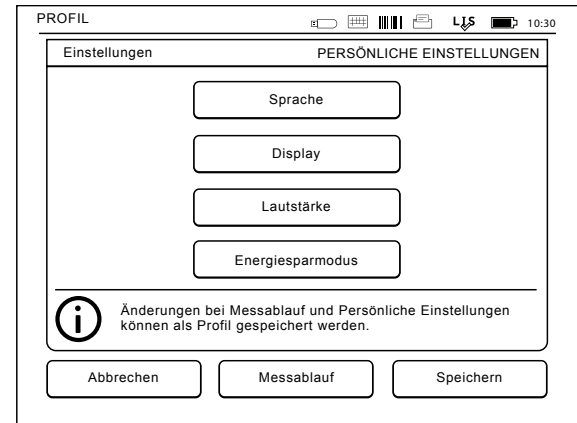 PROFIL
LIS
10:30
Einstellungen
PERSÖNLICHE EINSTELLUNGEN
Sprache
Display
Lautstärke
Energiesparmodus
Änderungen bei Messablauf und Persönliche Einstellungen
können als Profil gespeichert werden.
Abbrechen
Messablauf
Speichern